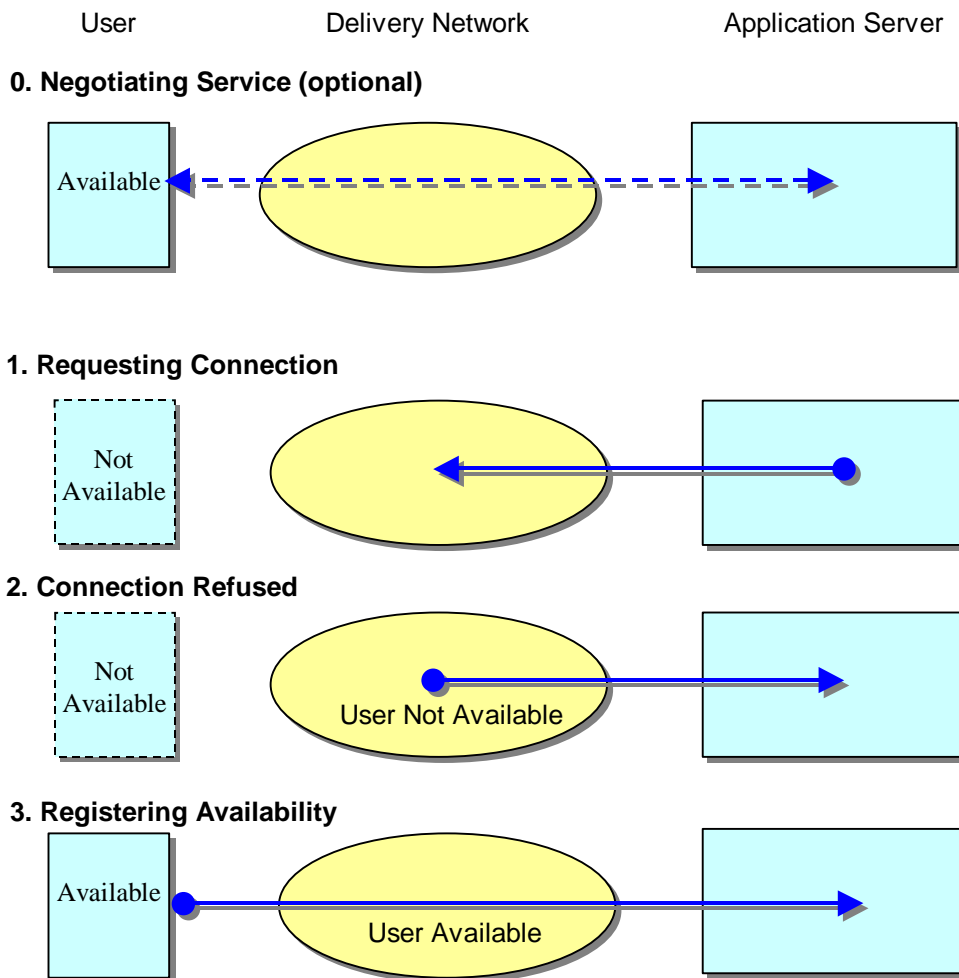 User Delivery Network Application Server
0. Negotiating Service (optional)
Available
1. Requesting Connection
Not
Available
2. Connection Refused
Not
Available
User Not Available
3. Registering Availability
Available
User Available